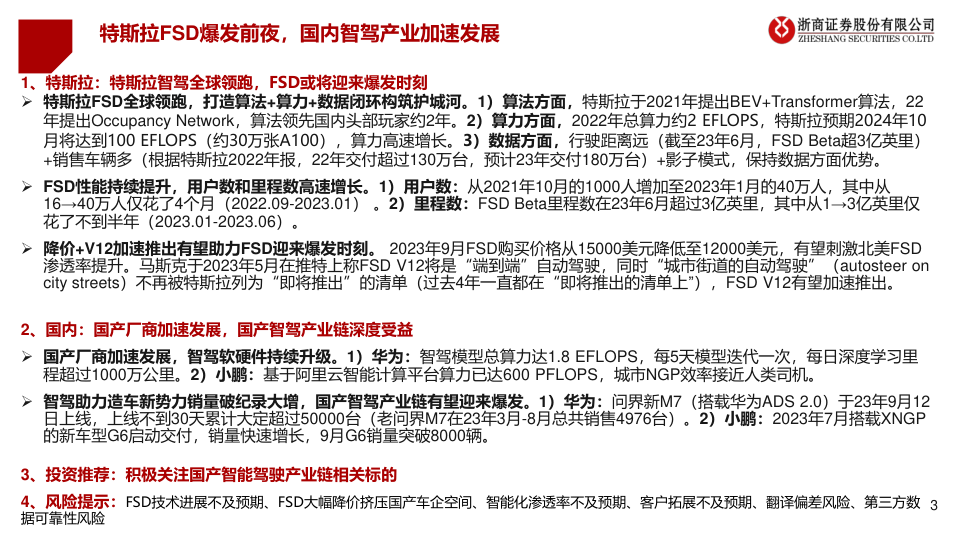 特斯拉FSD爆发前夜，国内智驾产业加速发展
浙商证券股份有限公司
ZHESHANG SECURITIES CO.LTD
1、特斯拉：特斯拉智驾全球领跑，FSD或将迎来爆发时刻
➢ 特斯拉FSD全球领跑，打造算法+算力+数据闭环构筑护城河。1）算法方面，特斯拉于2021年提出BEV+Transformer算法，22
年提出Occupancy Network，算法领先国内头部玩家约2年。2）算力方面，2022年总算力约2 EFLOPS，特斯拉预期2024年10
月将达到100 EFLOPS（约30万张A100），算力高速增长。3）数据方面，行驶距离远（截至23年6月，FSD Beta超3亿英里）
+销售车辆多（根据特斯拉2022年报，22年交付超过130万台，预计23年交付180万台）+影子模式，保持数据方面优势。
➢ FSD性能持续提升，用户数和里程数高速增长。1）用户数：从2021年10月的1000人增加至2023年1月的40万人，其中从
16→40万人仅花了4个月（2022.09-2023.01） 。2）里程数：FSD Beta里程数在23年6月超过3亿英里，其中从1→3亿英里仅
花了不到半年（2023.01-2023.06）。
➢ 降价+V12加速推出有望助力FSD迎来爆发时刻。 2023年9月FSD购买价格从15000美元降低至12000美元，有望刺激北美FSD
渗透率提升。马斯克于2023年5月在推特上称FSD V12将是“端到端”自动驾驶，同时“城市街道的自动驾驶”（autosteer on
city streets）不再被特斯拉列为“即将推出”的清单（过去4年一直都在“即将推出的清单上”），FSD V12有望加速推出。
2、国内：国产厂商加速发展，国产智驾产业链深度受益
➢ 国产厂商加速发展，智驾软硬件持续升级。1）华为：智驾模型总算力达1.8 EFLOPS，每5天模型迭代一次，每日深度学习里
程超过1000万公里。2）小鹏：基于阿里云智能计算平台算力已达600 PFLOPS，城市NGP效率接近人类司机。
➢ 智驾助力造车新势力销量破纪录大增，国产智驾产业链有望迎来爆发。1）华为：问界新M7（搭载华为ADS 2.0）于23年9月12
日上线，上线不到30天累计大定超过50000台（老问界M7在23年3月-8月总共销售4976台）。2）小鹏：2023年7月搭载XNGP
的新车型G6启动交付，销量快速增长，9月G6销量突破8000辆。
3、投资推荐：积极关注国产智能驾驶产业链相关标的
4、风险提示：FSD技术进展不及预期、FSD大幅降价挤压国产车企空间、智能化渗透率不及预期、客户拓展不及预期、翻译偏差风险、第三方数
据可靠性风险
3